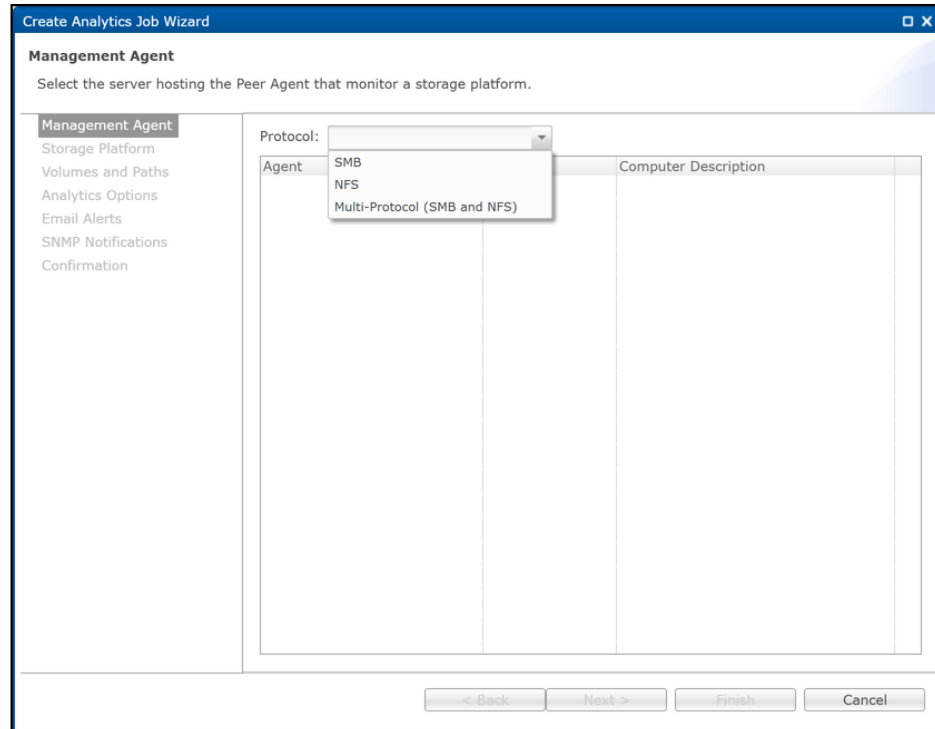 Create Analytics Job Wizard
Management Agent
Select the server hosting the Peer Agent that monitor a storage platform.
Management Agent
Storage Platform
Volumes and Paths
Analytics Options
Email Alerts
SNMP Notifications
Confirmation
Protocol:
SMB
NFS
Multi-Protocol (SMB and NFS)
Agent
Computer Description
< Back
Next >
Finish
Cancel